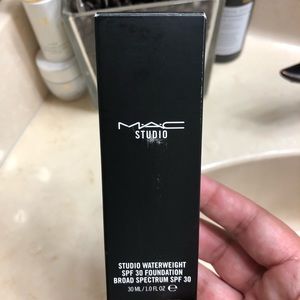 MAC
STUDIO
STUDIO WATERWEIGHT
SPF 30 FOUNDATION
BROAD SPECTRUM SPF 30
30 ML / 1.0 FL OZ